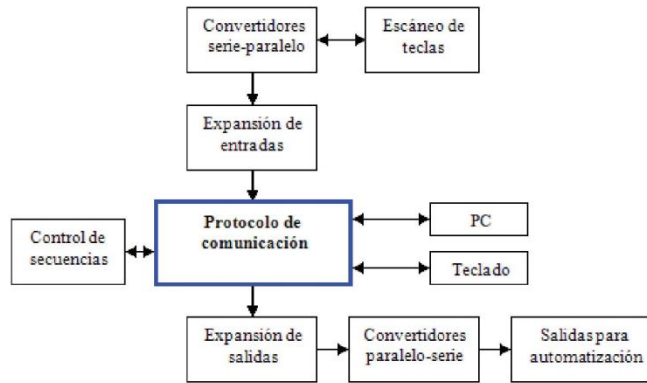 Convertidores
serie-paralelo
Escáneo de
teclas
Expansión de
entradas
Protocolo de
comunicación
Control de
secuencias
PC
Teclado
Expansión de
salidas
Convertidores
paralelo-serie
Salidas para
automatización